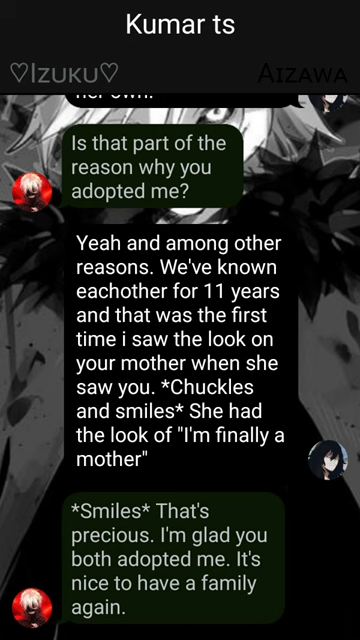 Kumar ts
♡Izuku♡ Aizawa
her own!
Is that part of the
reason why you
adopted me?
Yeah and among other
reasons. We've known
eachother for 11 years
and that was the first
time i saw the look on
your mother when she
saw you. *Chuckles
and smiles* She had
the look of "I'm finally a
mother"
*Smiles* That's
precious. I'm glad you
both adopted me. It's
nice to have a family
again.